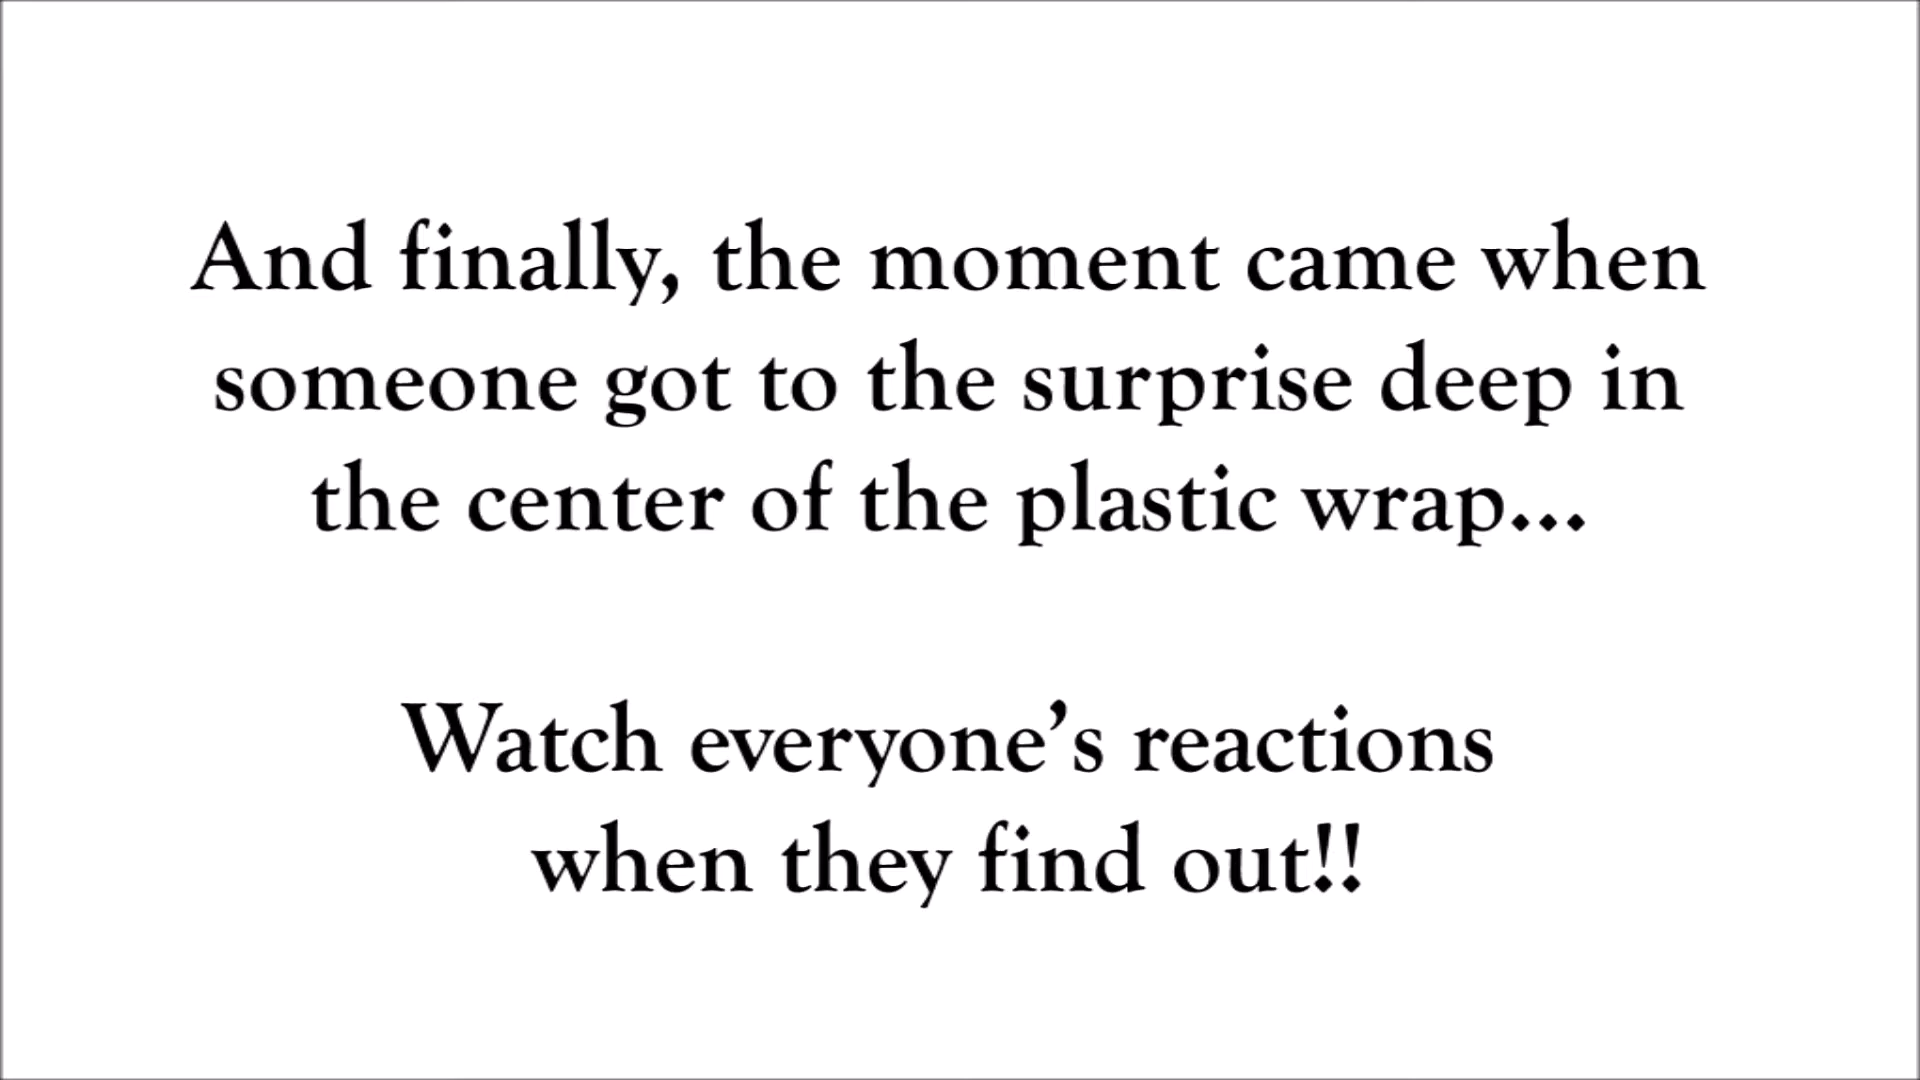 And finally, the moment came when
someone got to the surprise deep in
the center of the plastic wrap...
Watch everyone’s reactions
when they find out!!